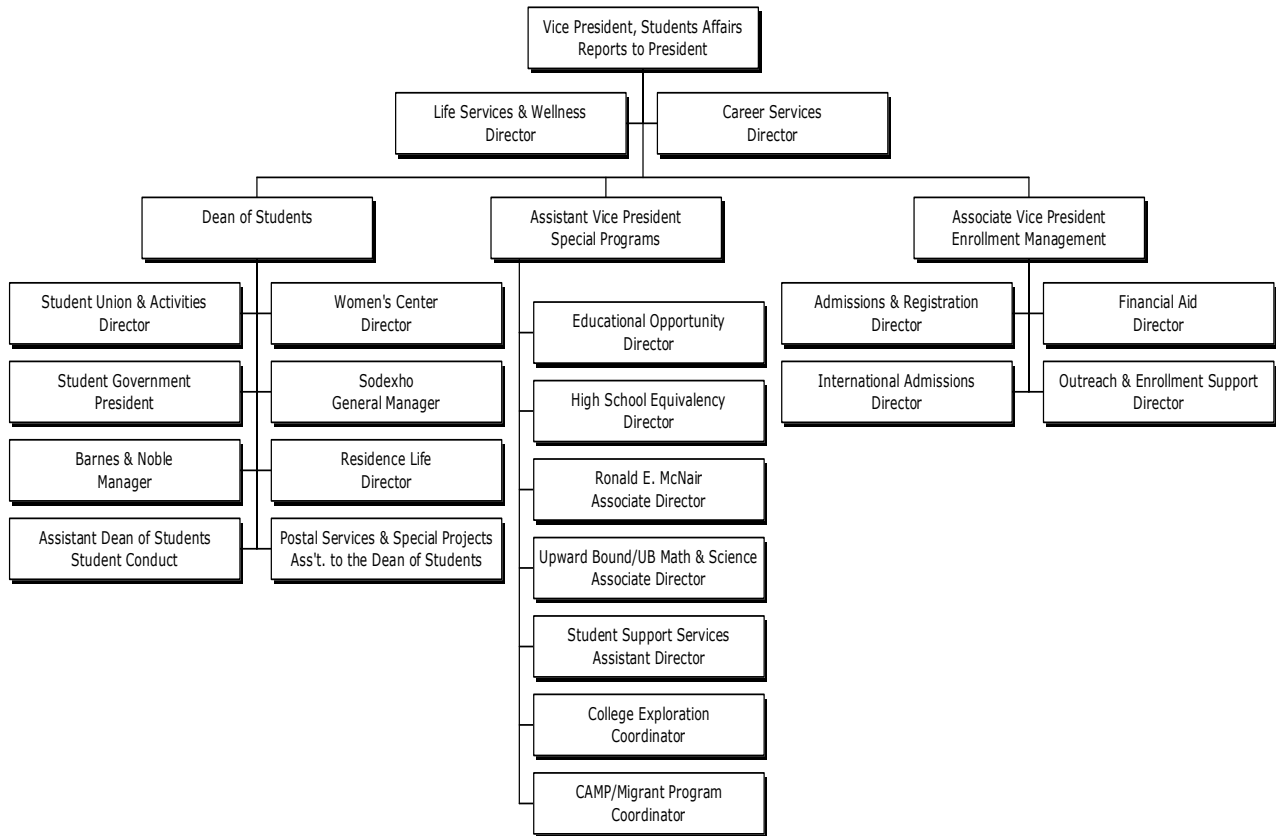 Vice President, Students Affairs
Reports to President
Life Services & Wellness
Director
Career Services
Director
Dean of Students
Assistant Vice President
Special Programs
Associate Vice President
Enrollment Management
Student Union & Activities
Director
Women's Center
Director
Student Government
President
Sodexho
General Manager
Barnes & Noble
Manager
Residence Life
Director
Assistant Dean of Students
Student Conduct
Postal Services & Special Projects
Ass't. to the Dean of Students
Educational Opportunity
Director
High School Equivalency
Director
Ronald E. McNair
Associate Director
Upward Bound/UB Math & Science
Associate Director
Student Support Services
Assistant Director
College Exploration
Coordinator
CAMP/Migrant Program
Coordinator
Admissions & Registration
Director
Financial Aid
Director
International Admissions
Director
Outreach & Enrollment Support
Director